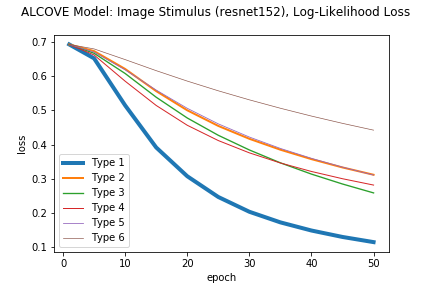 ALCOVE Model: Image Stimulus (resnet152), Log-Likelihood Loss
0.7
0.6
0.5
0.4
0.3
0.2
0.1
loss
Type 1
Type 2
Type 3
Type 4
Type 5
Type 6
0
10
20
30
40
50
epoch